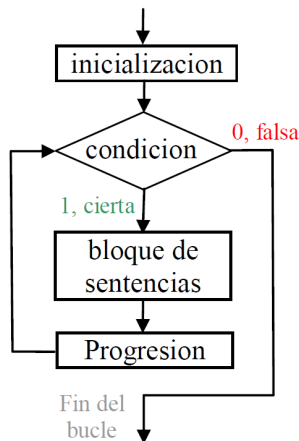 inicializacion
condicion
0, falsa
1, cierta
bloque de
sentencias
Progresion
Fin del
bucle